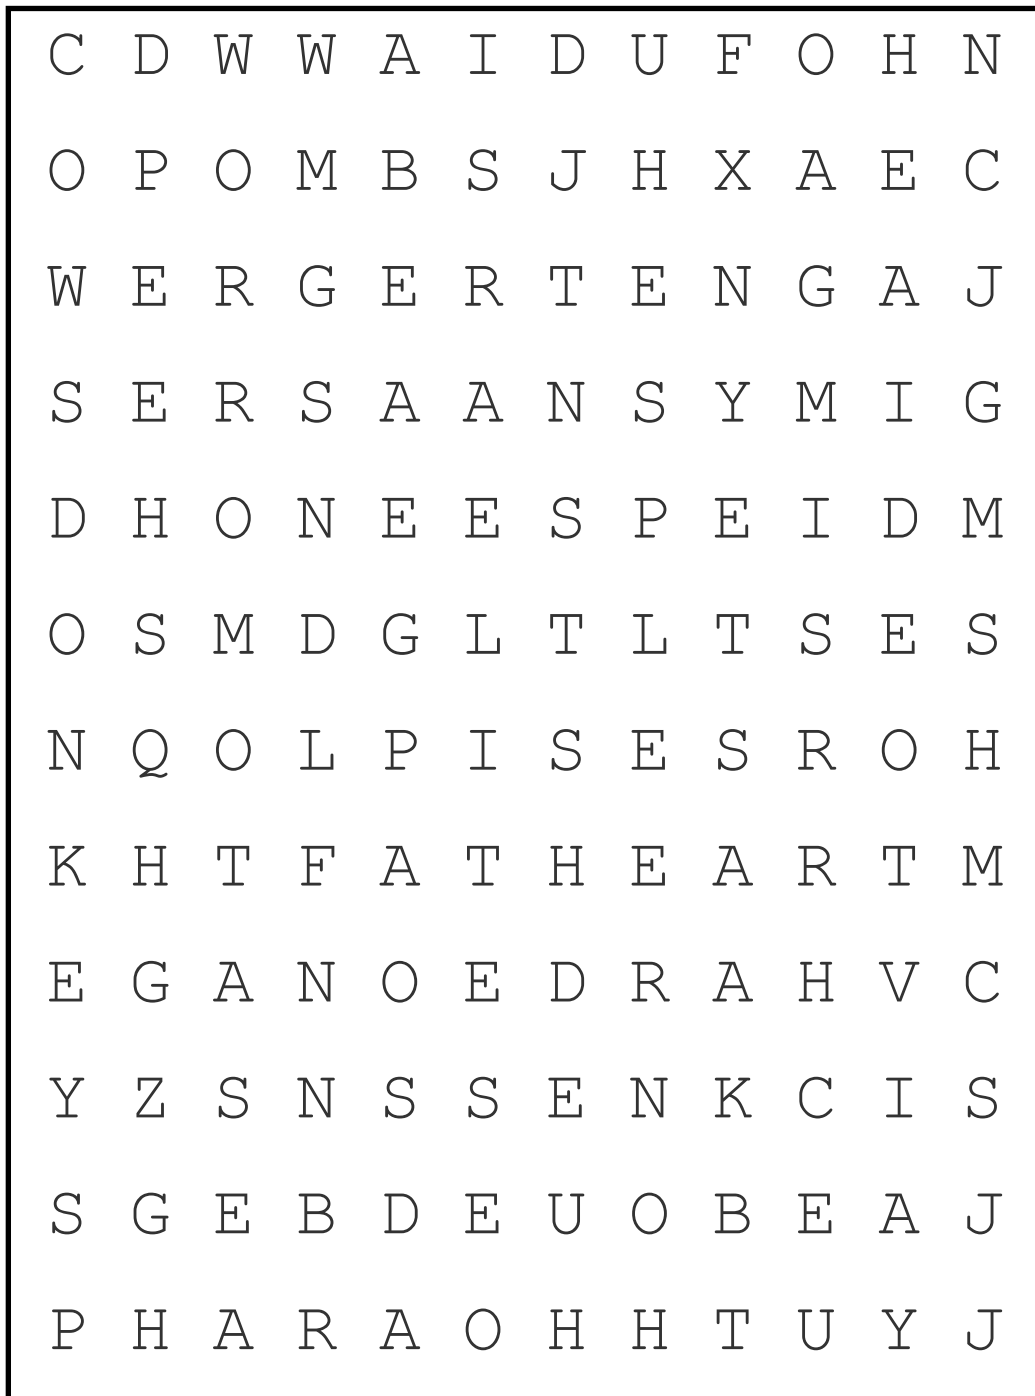 C D W W A I D U F O H N
O P O M B S J H X A E C
W E R G E R T E N G A J
S E R S A A N S Y M I G
D H O N E E S P E I D M
O S M D G L T L T S E S
N Q O L P I S E S R O H
K H T F A T H E A R T M
E G A N O E D R A H V C
Y Z S N S S E N K C I S
S G E B D E U O B E A J
P H A R A O H H T U Y J